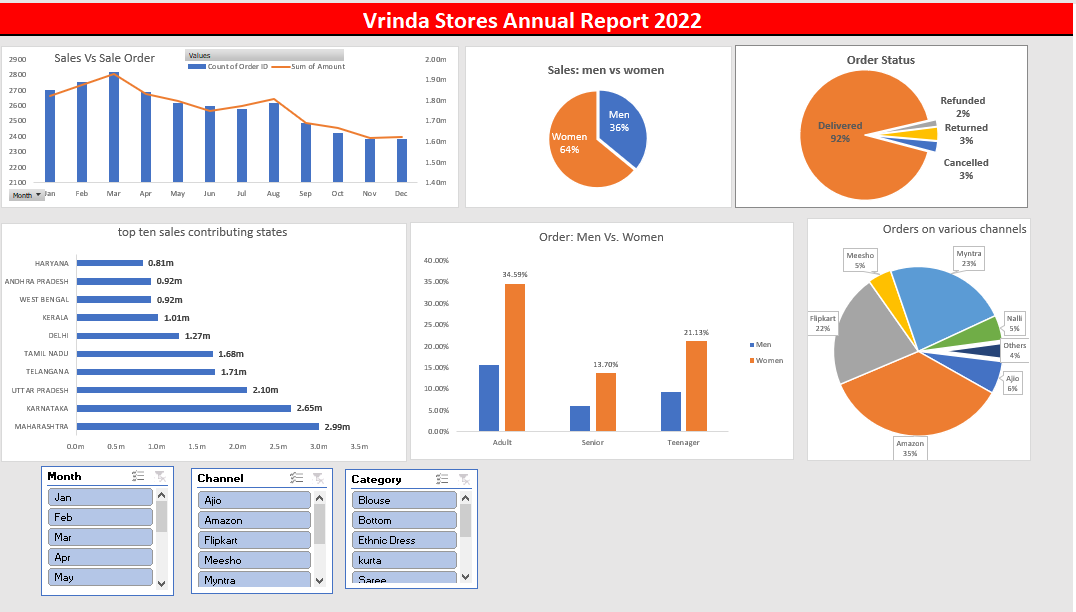 Vrinda Stores Annual Report 2022
Sales Vs Sale Order
Values
Count of Order ID
Sum of Amount
2900
2800
2700
2600
2500
2400
2300
2200
2100
2.00m
1.90m
1.80m
1.70m
1.60m
1.50m
1.40m
Jan Feb Mar Apr May Jun Jul Aug Sep Oct Nov Dec
Month
Sales: men vs women
Men
36%
Women
64%
Order Status
Delivered
92%
Refunded
2%
Returned
3%
Cancelled
3%
top ten sales contributing states
HARYANA 0.81m
ANDHRA PRADESH 0.92m
WEST BENGAL 0.92m
KERALA 1.01m
DELHI 1.27m
TAMIL NADU 1.68m
TELANGANA 1.71m
UTTAR PRADESH 2.10m
KARNATAKA 2.65m
MAHARASHTRA 2.99m
0.0m 0.5m 1.0m 1.5m 2.0m 2.5m 3.0m 3.5m
Order: Men Vs. Women
40.00%
35.00%
30.00%
25.00%
20.00%
15.00%
10.00%
5.00%
0.00%
34.59%
13.70%
21.13%
Adult Senior Teenager
Men
Women
Orders on various channels
Meesho
5%
Myntra
23%
Nalli
5%
Others
4%
Ajio
6%
Amazon
35%
Flipkart
22%
Month
Jan
Feb
Mar
Apr
May
Channel
Ajio
Amazon
Flipkart
Meesho
Myntra
Category
Blouse
Bottom
Ethnic Dress
kurta
Saree